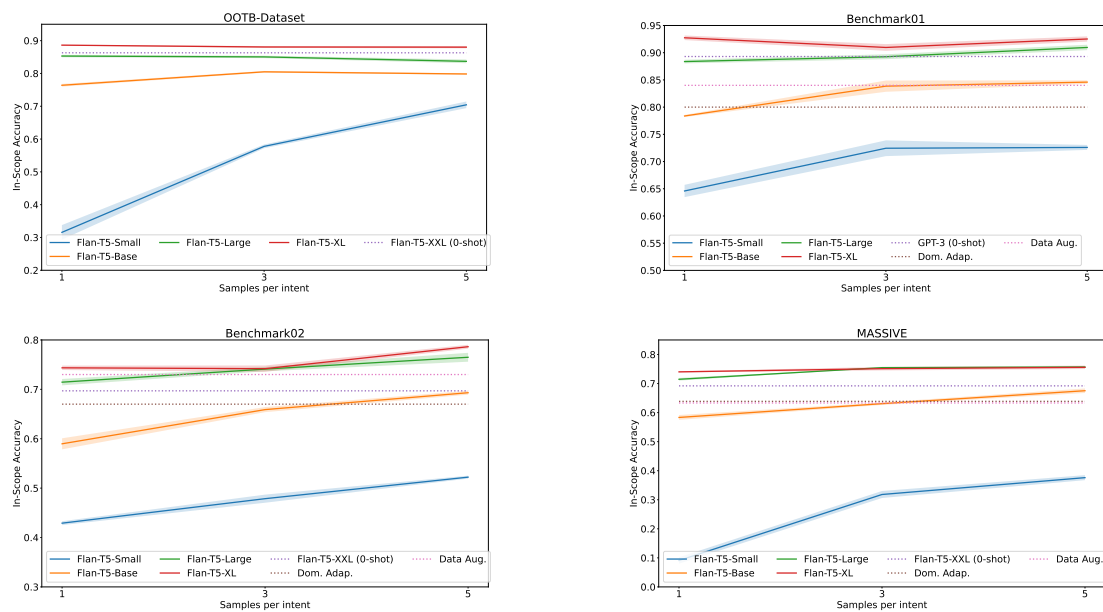 OOTB-Dataset
In-Scope Accuracy
0.9
0.8
0.7
0.6
0.5
0.4
0.3
0.2
Flan-T5-Small Flan-T5-Large Flan-T5-XL Flan-T5-XXL (0-shot)
Flan-T5-Base
1 3 5
Samples per intent
Benchmark01
In-Scope Accuracy
0.95
0.90
0.85
0.80
0.75
0.70
0.65
0.60
0.55
0.50
Flan-T5-Small Flan-T5-Large GPT-3 (0-shot) Data Aug.
Flan-T5-Base Flan-T5-XL Dom. Adap.
1 3 5
Samples per intent
Benchmark02
In-Scope Accuracy
0.8
0.7
0.6
0.5
0.4
0.3
Flan-T5-Small Flan-T5-Large Flan-T5-XXL (0-shot) Data Aug.
Flan-T5-Base Flan-T5-XL Dom. Adap.
1 3 5
Samples per intent
MASSIVE
In-Scope Accuracy
0.8
0.7
0.6
0.5
0.4
0.3
0.2
0.1
0.0
Flan-T5-Small Flan-T5-Large Flan-T5-XXL (0-shot) Data Aug.
Flan-T5-Base Flan-T5-XL Dom. Adap.
1 3 5
Samples per intent